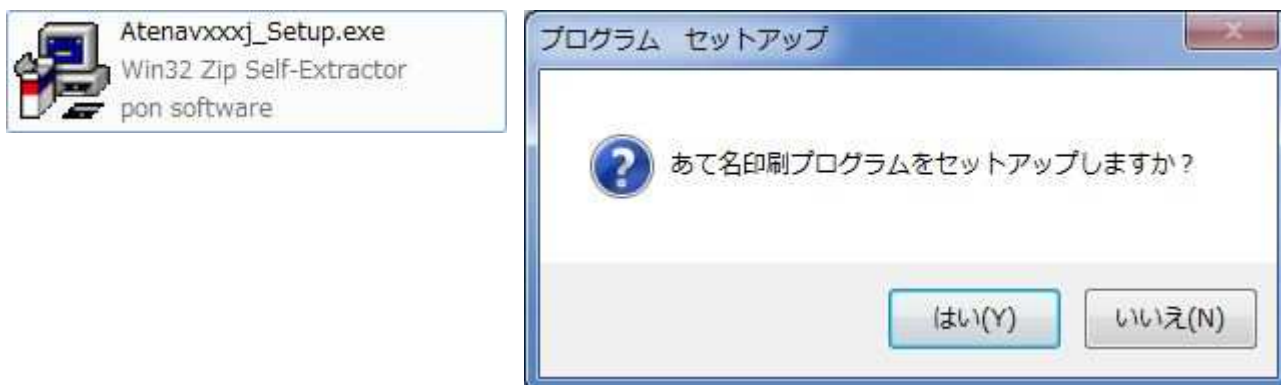 Atenavxxxj_Setup.exe
Win32 Zip Self-Extractor
pon software
プログラム　セットアップ
あて名印刷プログラムをセットアップしますか？
はい(Y)
いいえ(N)